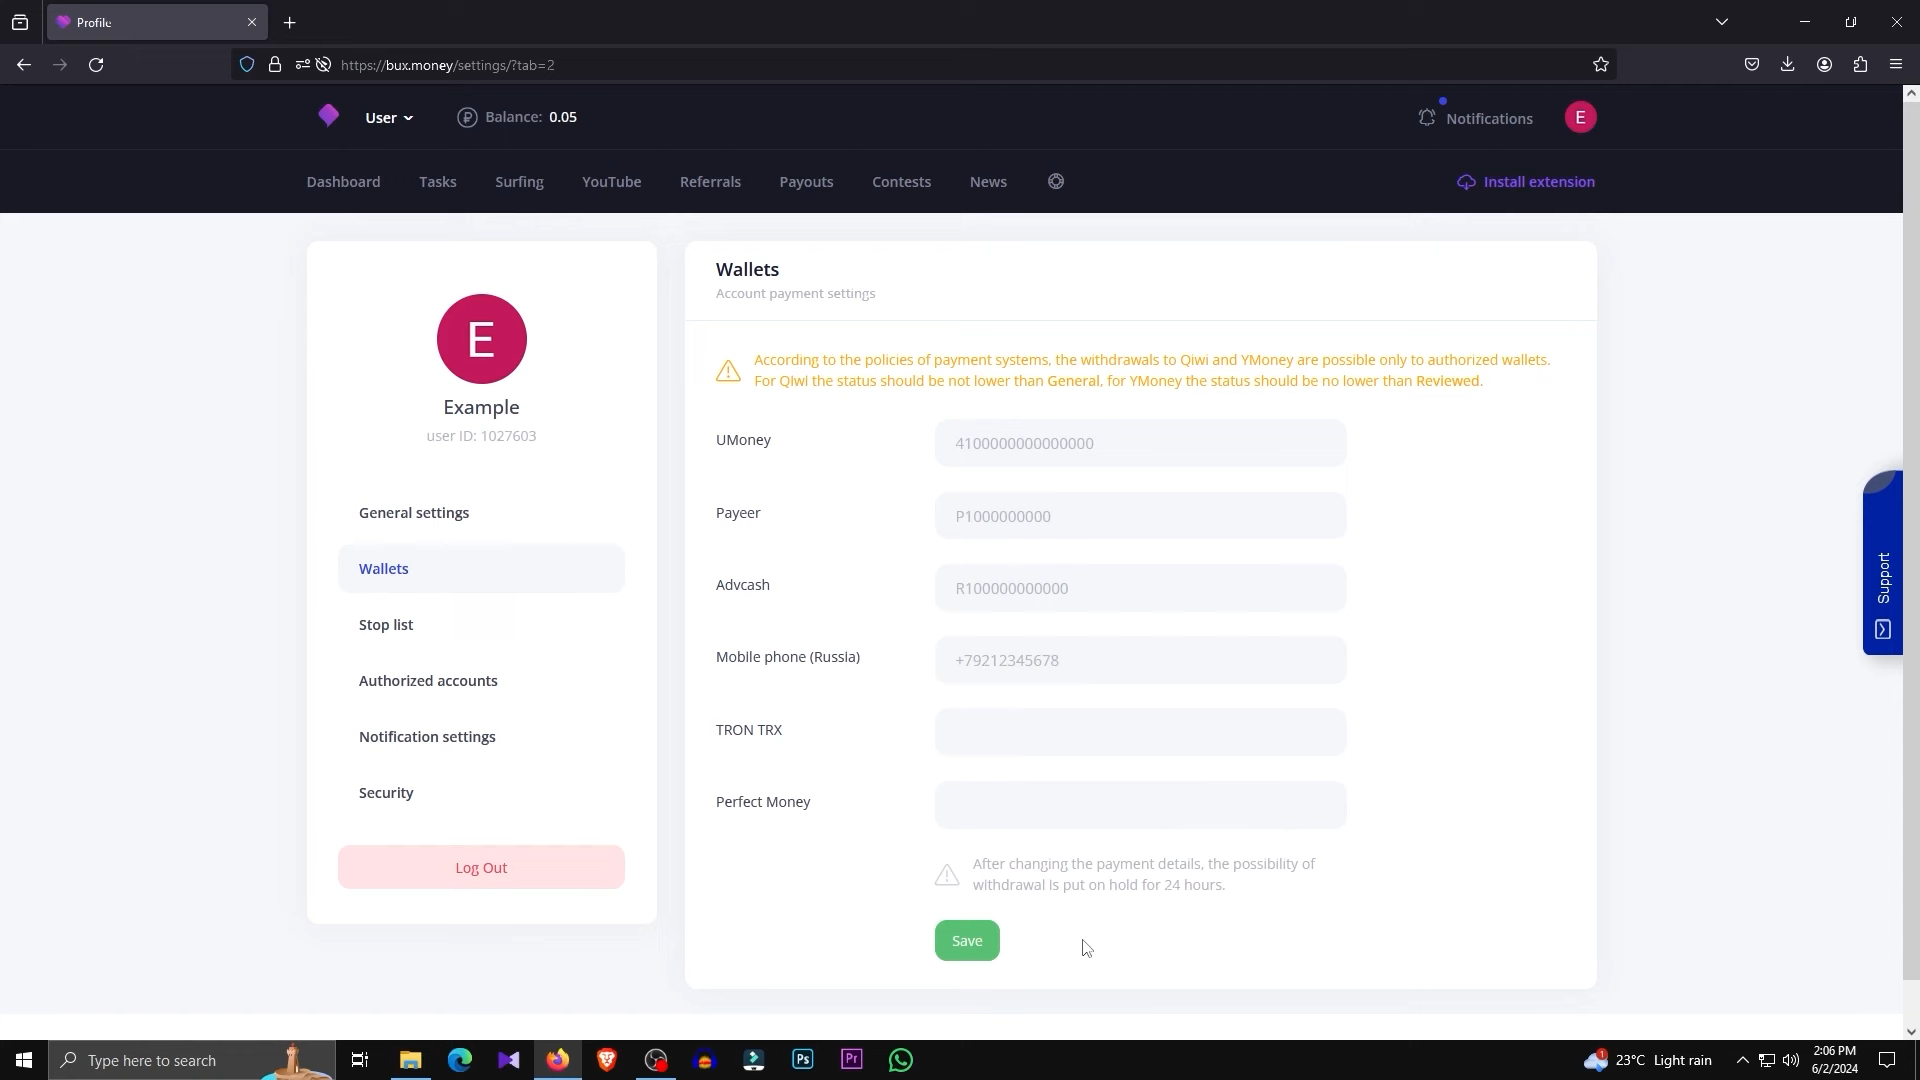 Profile
https://bux.money/settings/?tab=2
User
Balance: 0.05
Notifications
E
Dashboard
Tasks
Surfing
YouTube
Referrals
Payouts
Contests
News
Install extension
E
Example
user ID: 1027603
General settings
Wallets
Stop list
Authorized accounts
Notification settings
Security
Log Out
Wallets
Account payment settings
According to the policies of payment systems, the withdrawals to Qiwi and YMoney are possible only to authorized wallets.
For Qiwi the status should be not lower than General, for YMoney the status should be no lower than Reviewed.
UMoney
4100000000000000
Payeer
P1000000000
Advcash
R100000000000
Mobile phone (Russia)
+79212345678
TRON TRX
Perfect Money
After changing the payment details, the possibility of
withdrawal is put on hold for 24 hours.
Save
Support
Type here to search
Ps
Pr
1
23°C Light rain
2:06 PM
6/2/2024